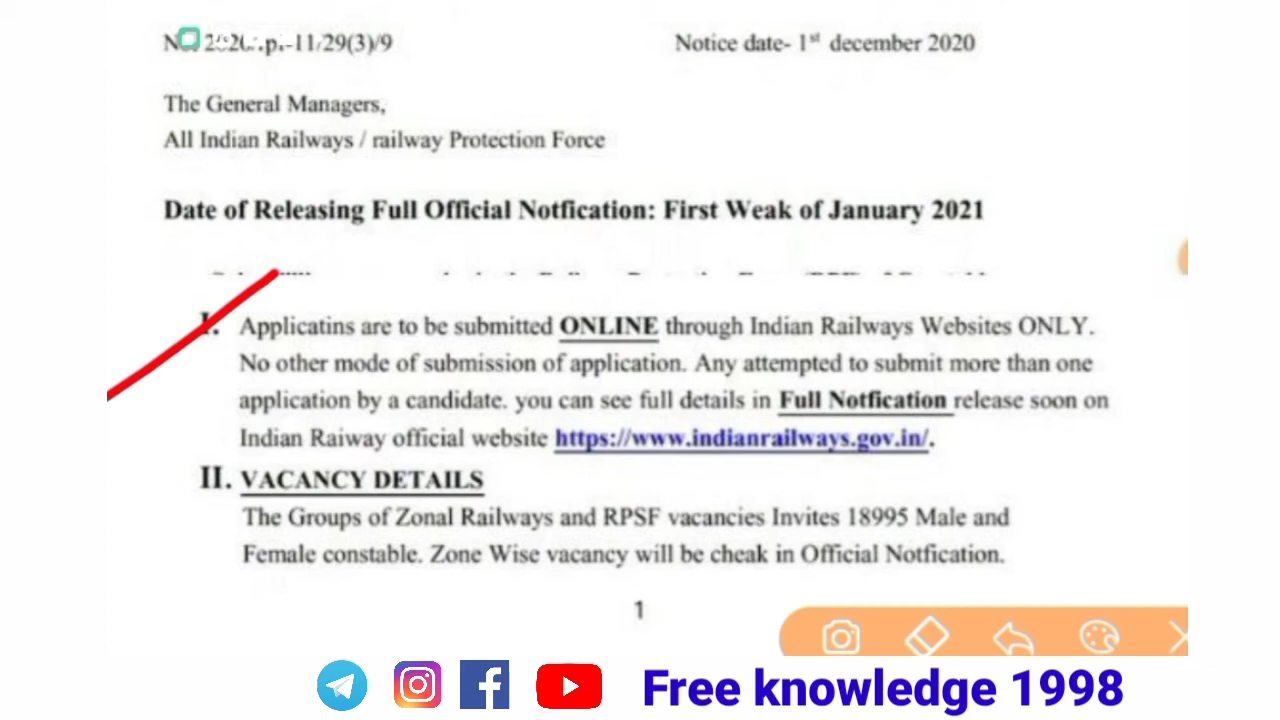 11/29(3)/9 Notice date- 1st december 2020
The General Managers,
All Indian Railways / railway Protection Force
Date of Releasing Full Official Notfication: First Weak of January 2021
I. Applicatins are to be submitted ONLINE through Indian Railways Websites ONLY.
No other mode of submission of application. Any attempted to submit more than one
application by a candidate. you can see full details in Full Notfication release soon on
Indian Raiway official website https://www.indianrailways.gov.in/.
II. VACANCY DETAILS
The Groups of Zonal Railways and RPSF vacancies Invites 18995 Male and
Female constable. Zone Wise vacancy will be cheak in Official Notfication.
1
Free knowledge 1998